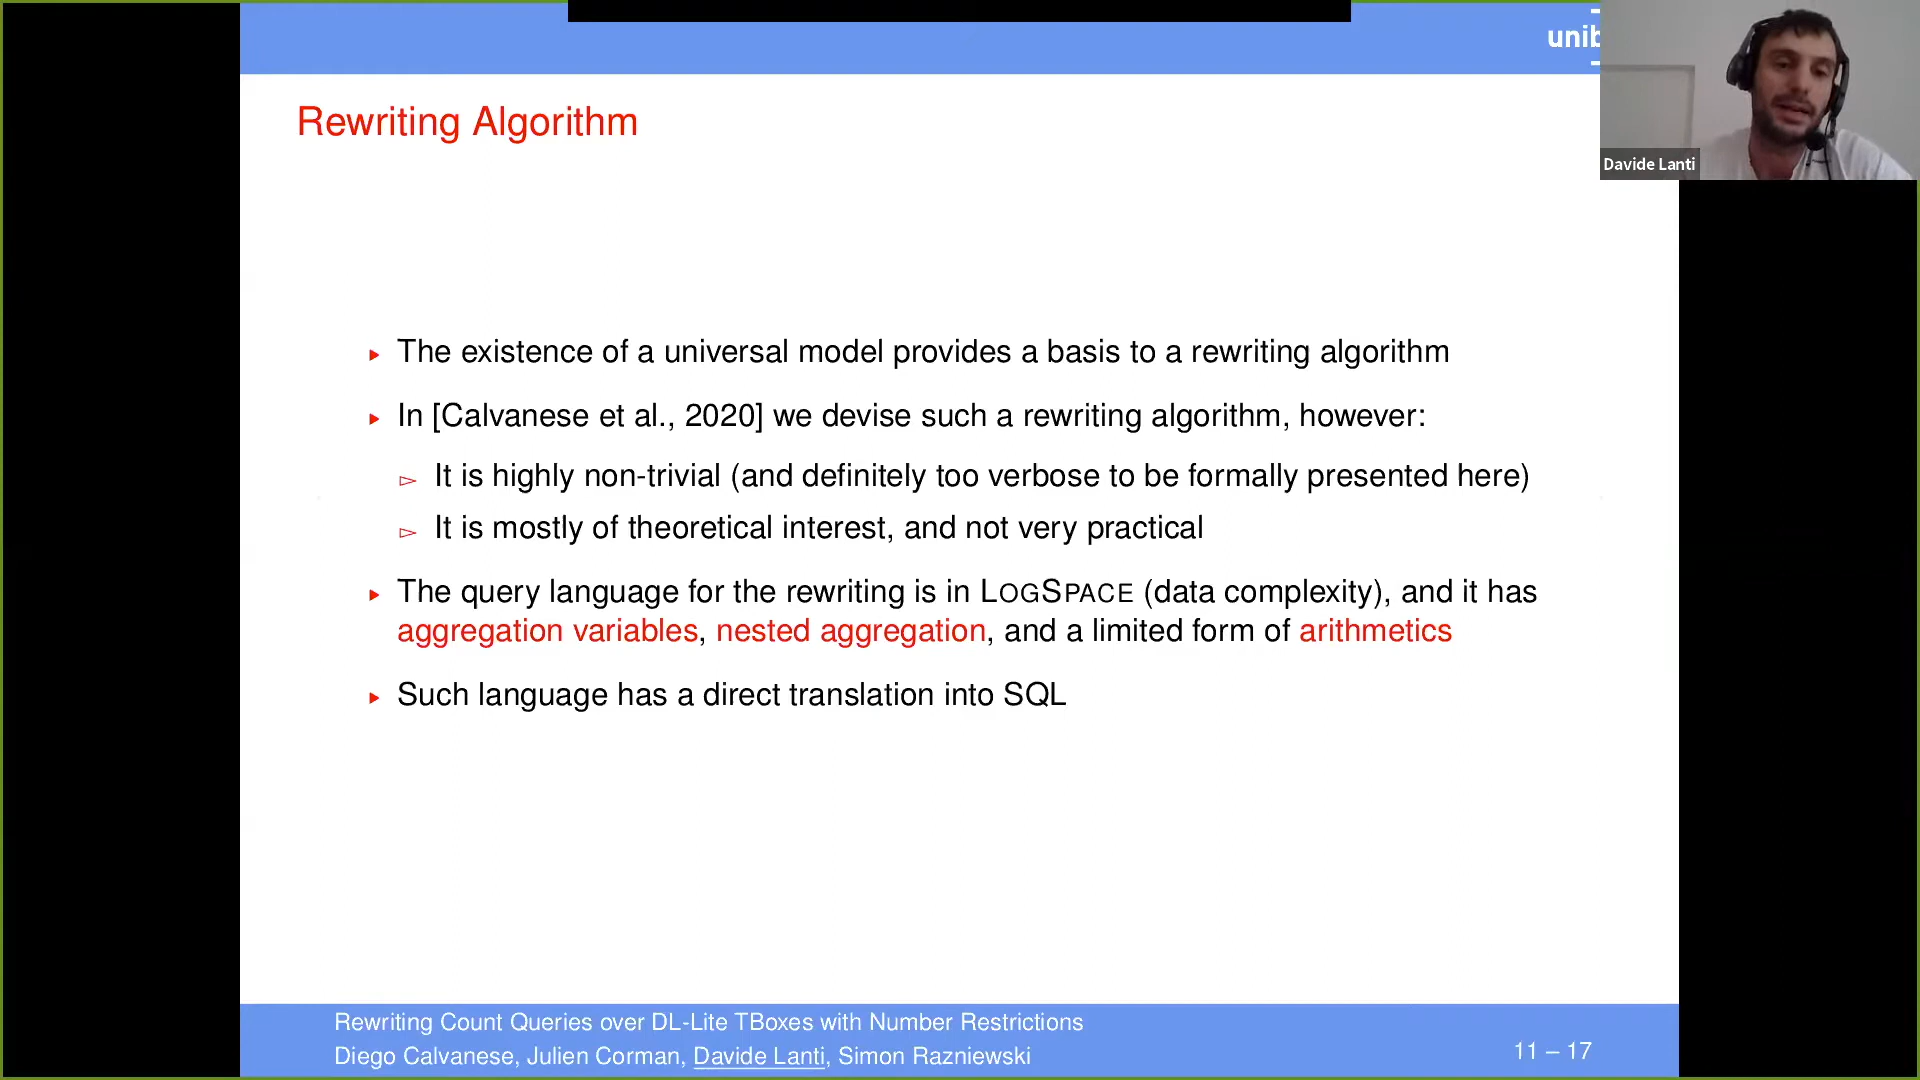 unib
Davide Lanti
Rewriting Algorithm
The existence of a universal model provides a basis to a rewriting algorithm
In [Calvanese et al., 2020] we devise such a rewriting algorithm, however:
It is highly non-trivial (and definitely too verbose to be formally presented here)
It is mostly of theoretical interest, and not very practical
The query language for the rewriting is in LOGSPACE (data complexity), and it has
aggregation variables, nested aggregation, and a limited form of arithmetics
Such language has a direct translation into SQL
Rewriting Count Queries over DL-Lite TBoxes with Number Restrictions
Diego Calvanese, Julien Corman, Davide Lanti, Simon Razniewski
11 – 17